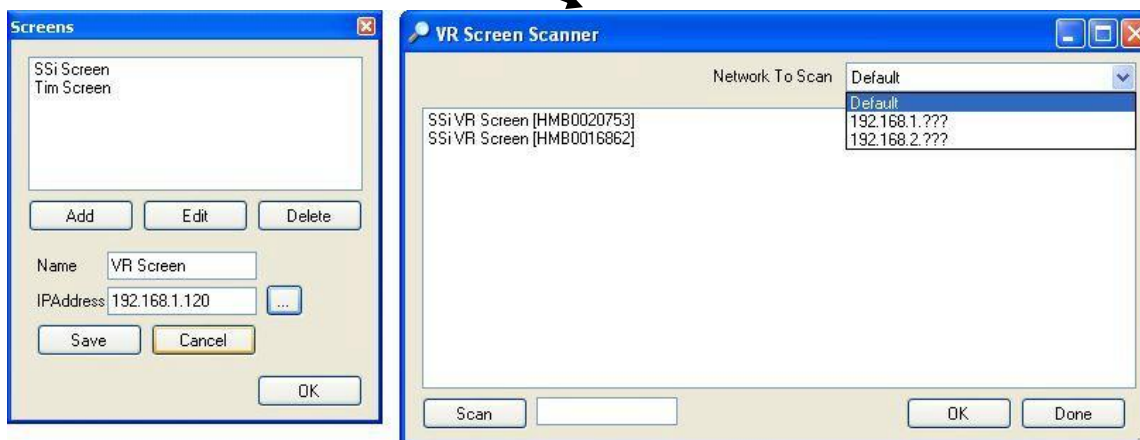 Screens
SSi Screen
Tim Screen
Add Edit Delete
Name VR Screen
IPAddress 192.168.1.120 ...
Save Cancel
OK
VR Screen Scanner
Network To Scan Default
Default
192.168.1.???
192.168.2.???
SSi VR Screen [HMB0020753]
SSi VR Screen [HMB0016862]
Scan OK Done